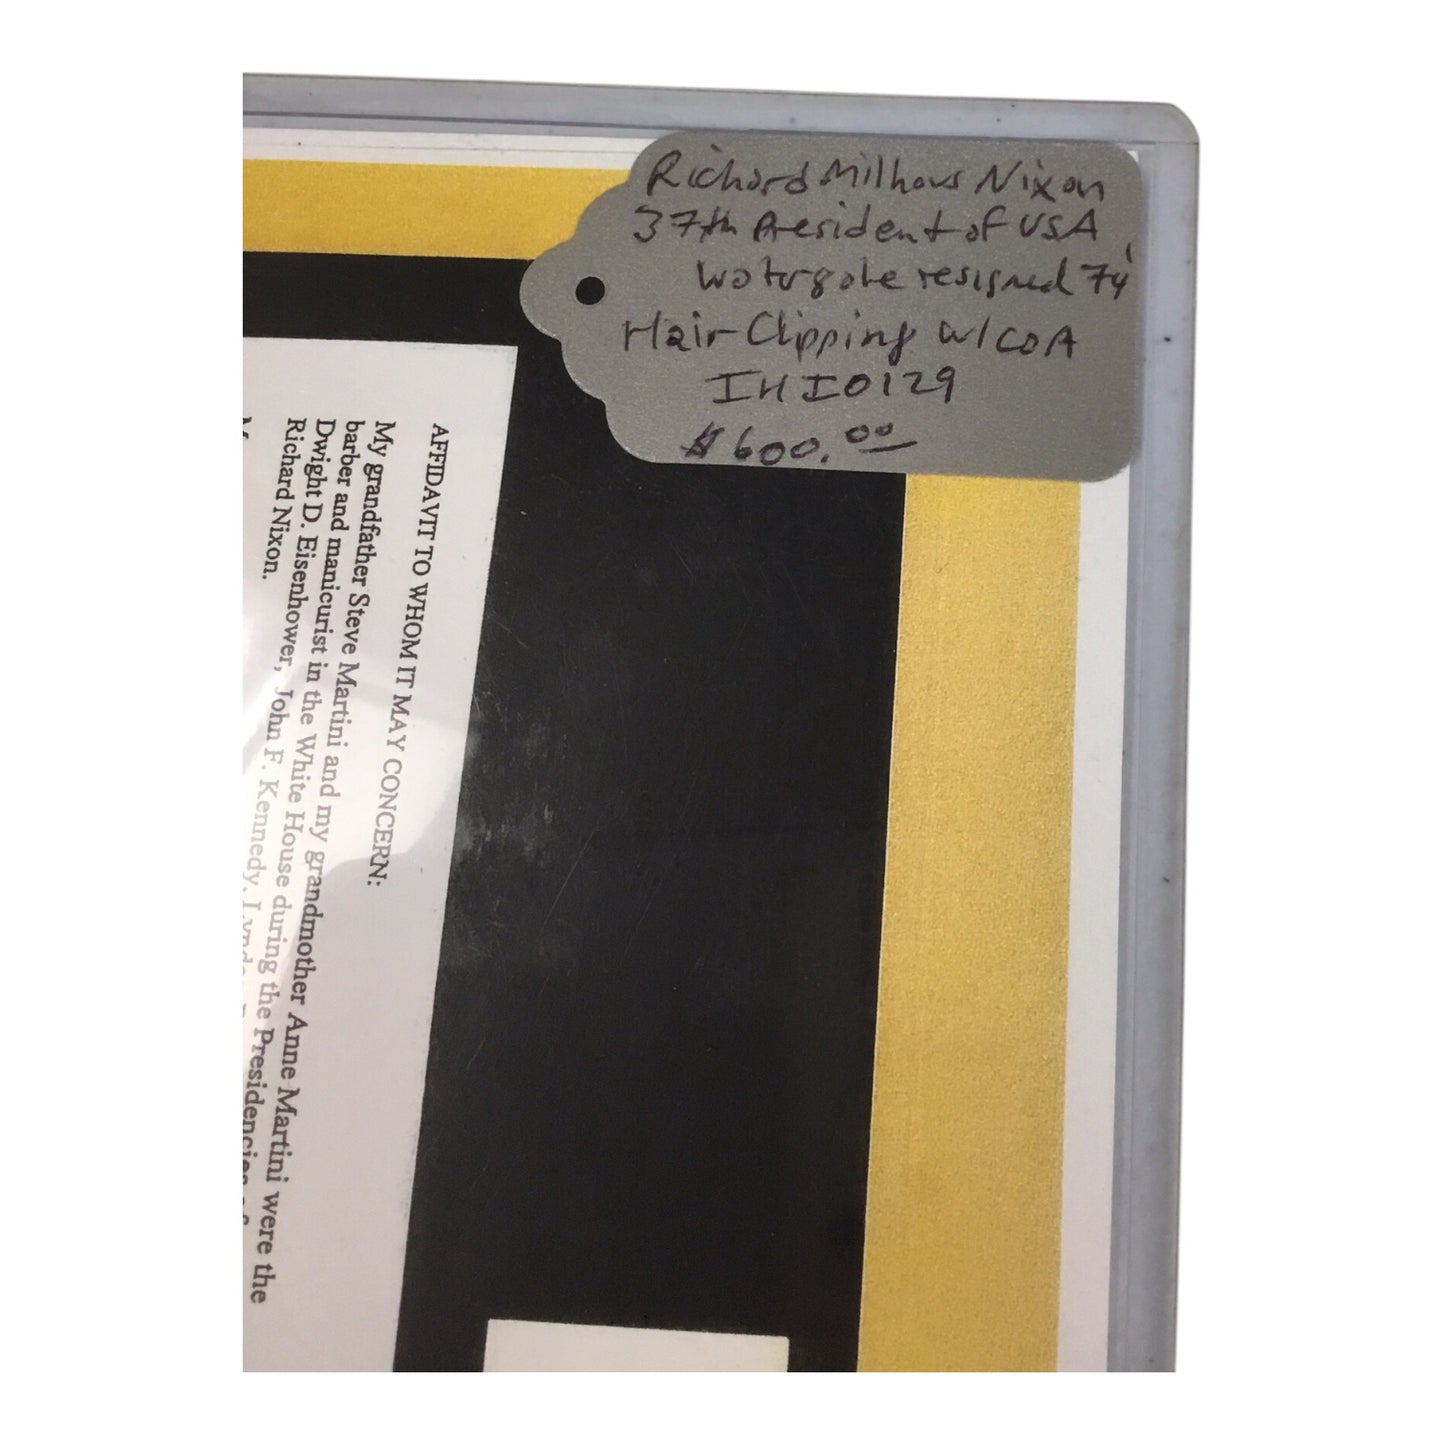 Richard Milhous Nixon
37th President of USA,
Watergate resigned 74'
Hair Clipping w/COA
IHI0129
$600.00
AFFIDAVIT TO WHOM IT MAY CONCERN:
My grandfather Steve Martini and my grandmother Anne Martini were the
barber and manicurist in the White House during the Presidencies of
Dwight D. Eisenhower, John F. Kennedy, Lyndon
Richard Nixon.